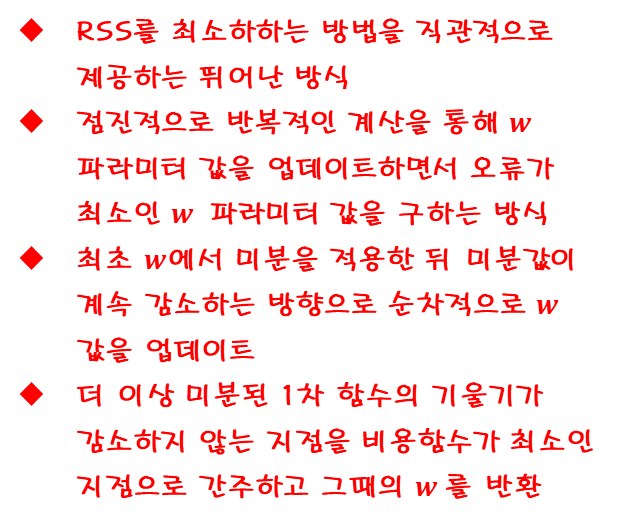 ◆ RSS를 최소하하는 방법을 직관적으로
제공하는 뛰어난 방식
◆ 점진적으로 반복적인 계산을 통해 w
파라미터 값을 업데이트하면서 오류가
최소인 w 파라미터 값을 구하는 방식
◆ 최초 w에서 미분을 적용한 뒤 미분값이
계속 감소하는 방향으로 순차적으로 w
값을 업데이트
◆ 더 이상 미분된 1차 함수의 기울기가
감소하지 않는 지점을 비용함수가 최소인
지점으로 간주하고 그때의 w 를 반환